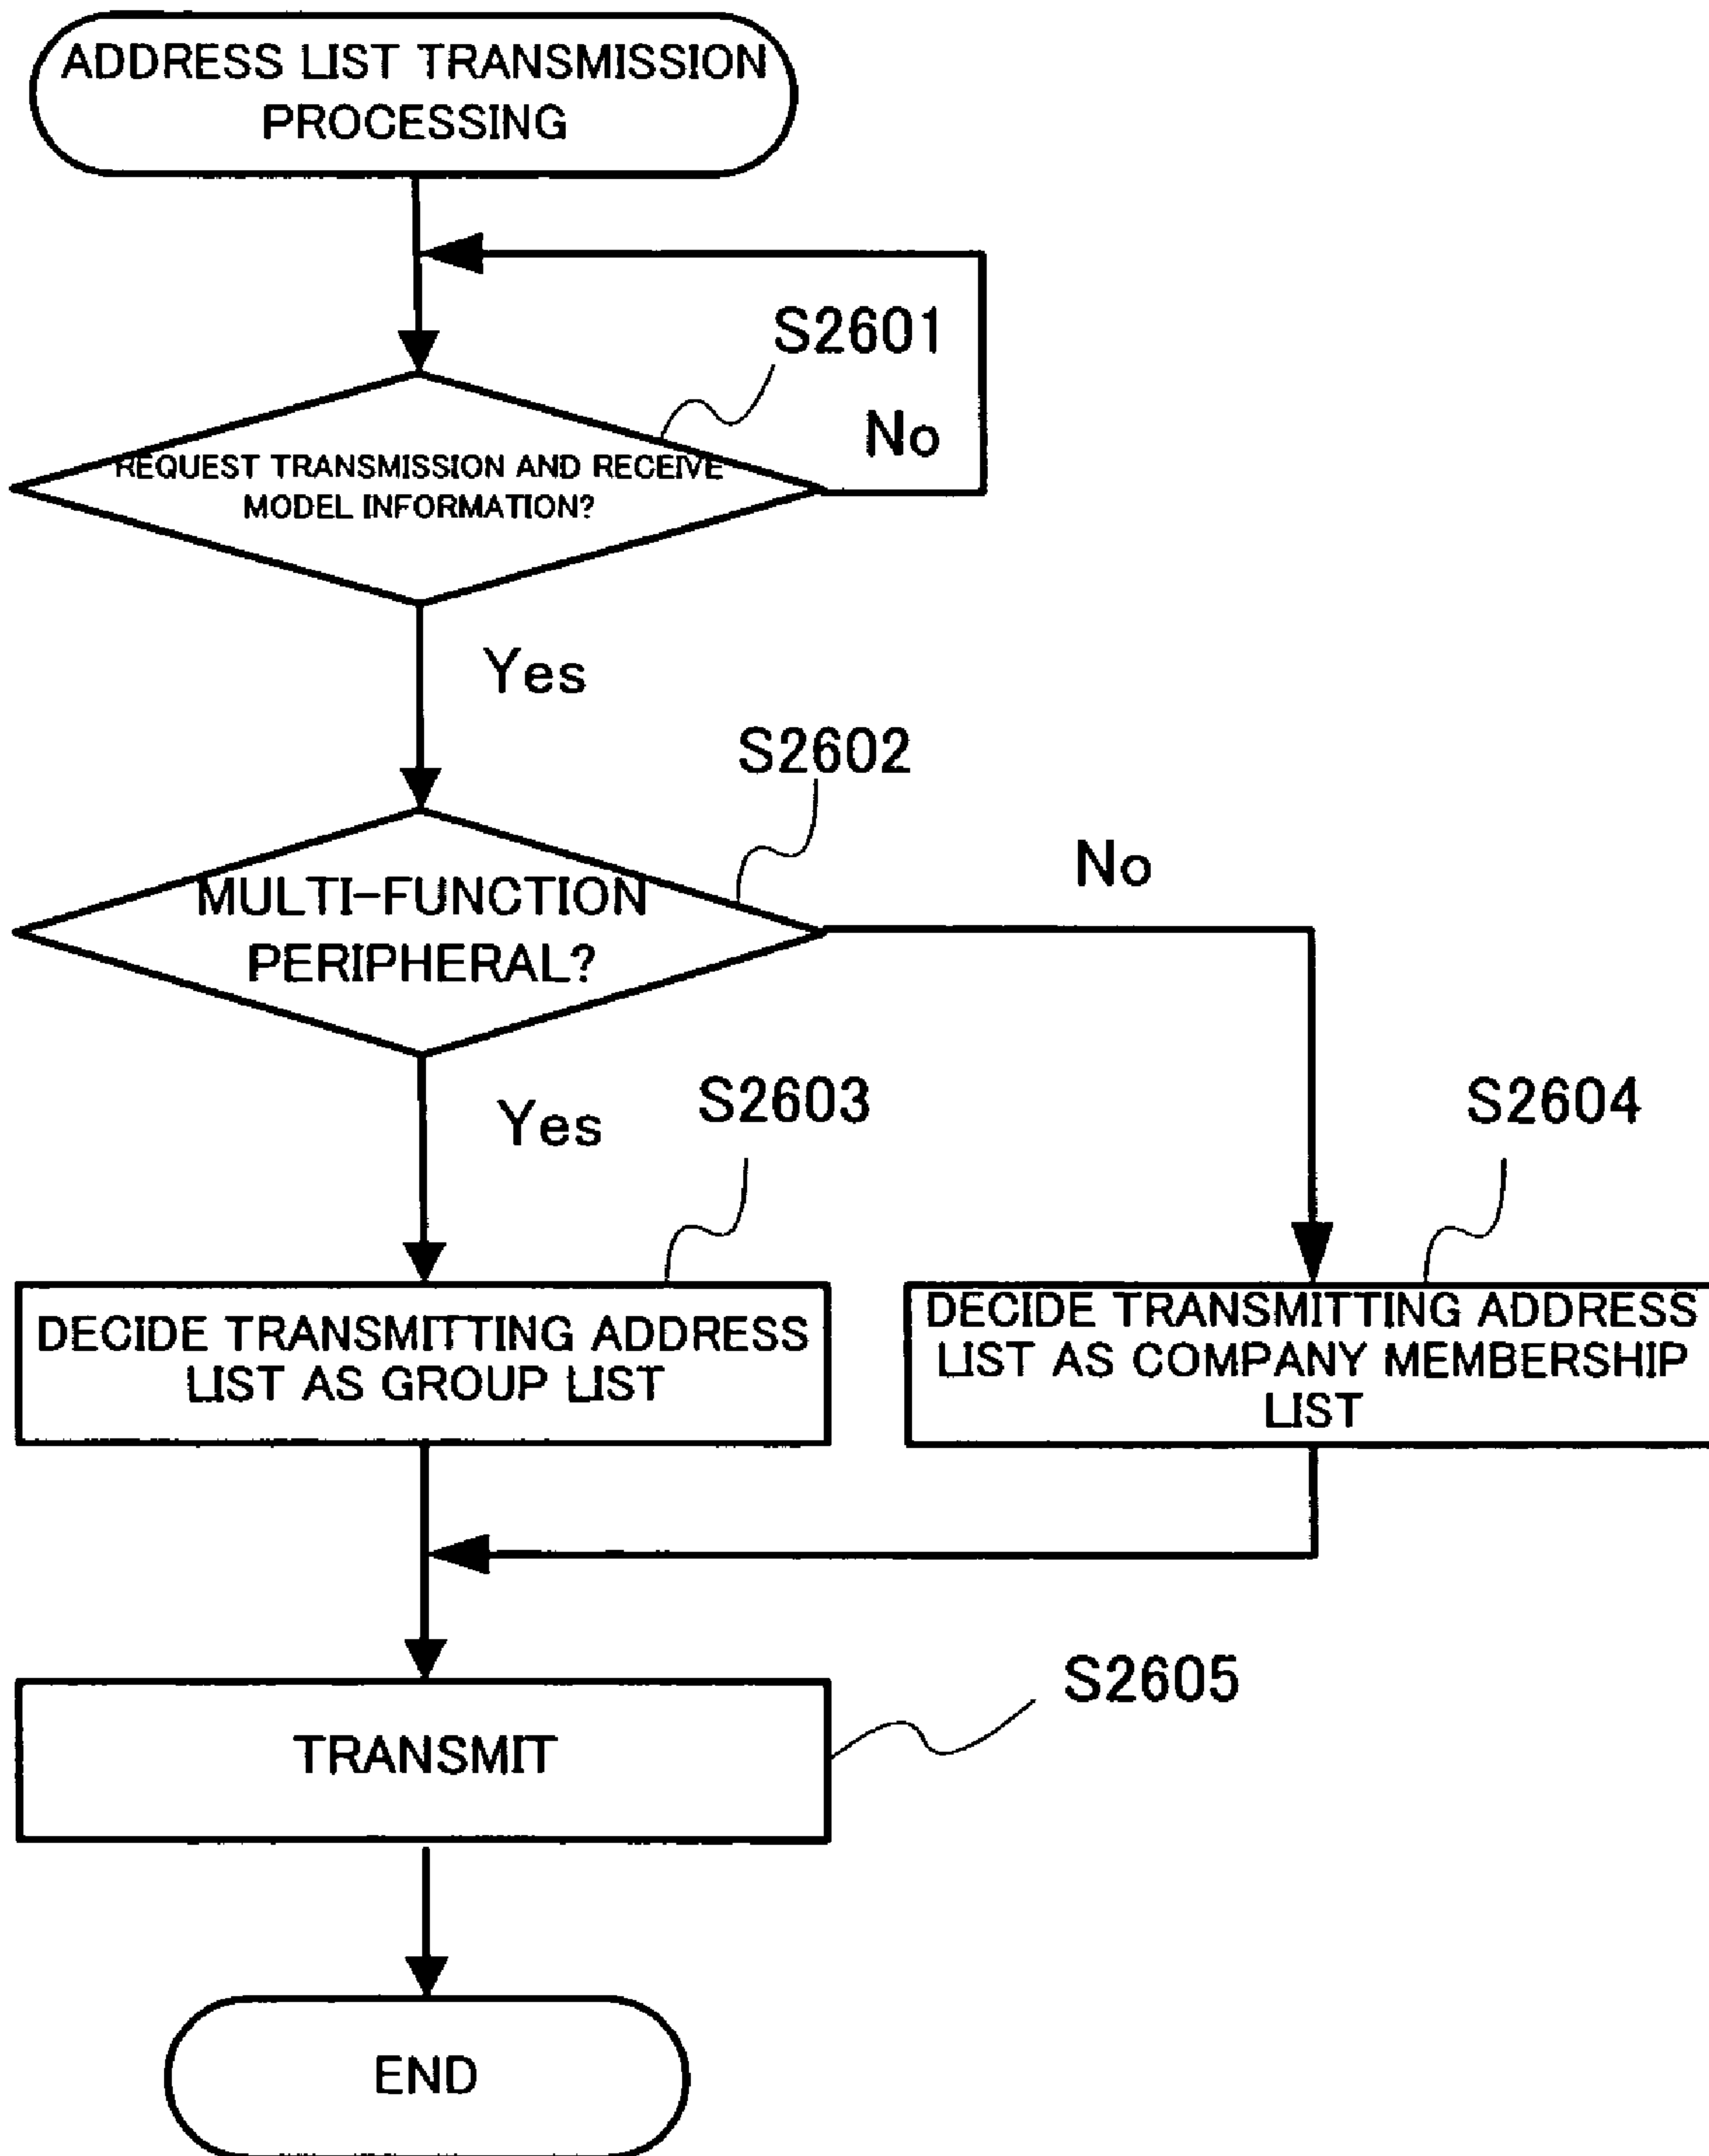 ADDRESS LIST TRANSMISSION
PROCESSING
S2601
No
REQUEST TRANSMISSION AND RECEIVE
MODEL INFORMATION?
Yes
S2602
No
MULTI-FUNCTION
PERIPHERAL?
Yes
S2603
S2604
DECIDE TRANSMITTING ADDRESS
LIST AS GROUP LIST
DECIDE TRANSMITTING ADDRESS
LIST AS COMPANY MEMBERSHIP
LIST
S2605
TRANSMIT
END